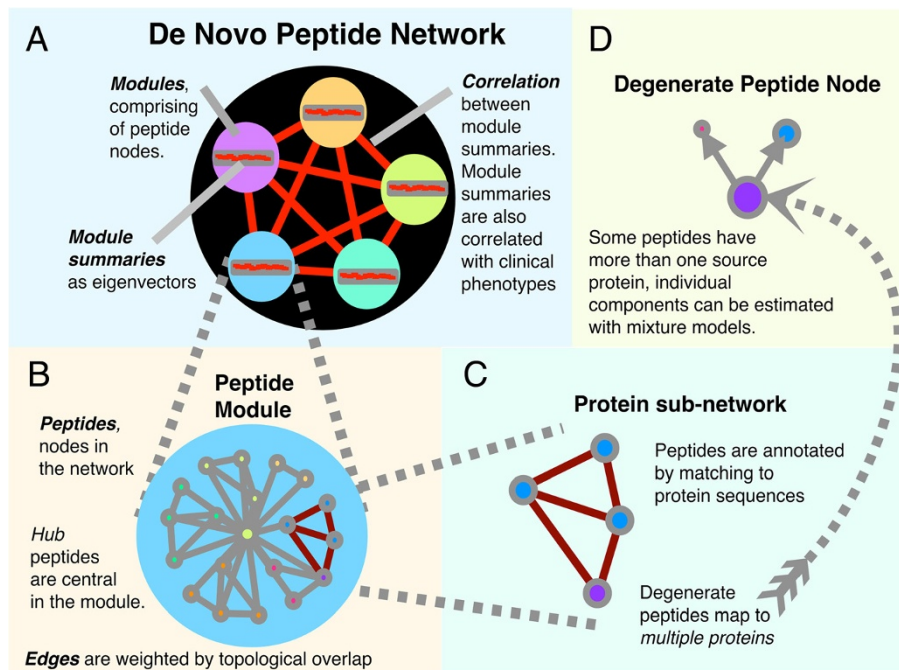 A
De Novo Peptide Network
Modules,
comprising
of peptide
nodes.
Module
summaries
as eigenvectors
Correlation
between
module
summaries.
Module
summaries
are also
correlated
with clinical
phenotypes
D
Degenerate Peptide Node
Some peptides have
more than one source
protein, individual
components can be estimated
with mixture models.
B
Peptide
Module
Peptides,
nodes in
the network
Hub
peptides
are central
in the module.
Edges are weighted by topological overlap
C
Protein sub-network
Peptides are annotated
by matching to
protein sequences
Degenerate
peptides map to
multiple proteins